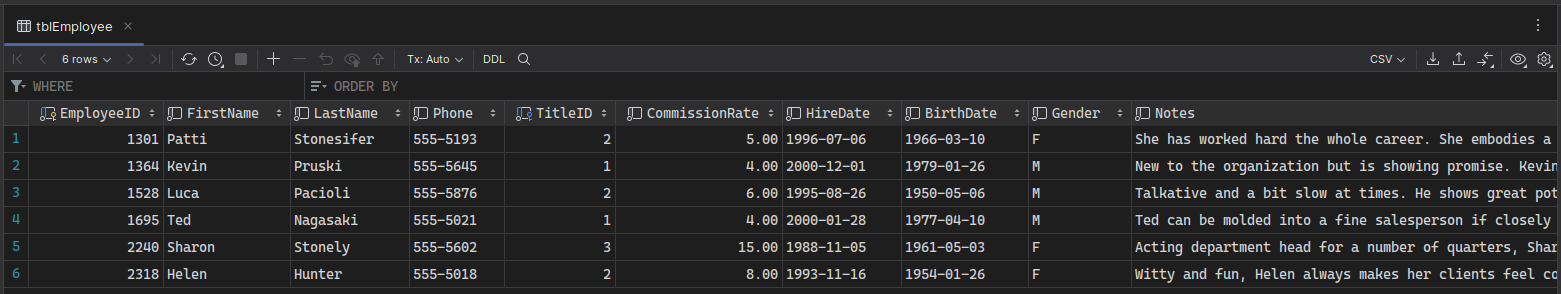 tblEmployee
6 rows Tx: Auto DDL CSV
WHERE ORDER BY
EmployeeID FirstName LastName Phone TitleID CommissionRate HireDate BirthDate Gender Notes
1 1301 Patti Stonesifer 555-5193 2 5.00 1996-07-06 1966-03-10 F She has worked hard the whole career. She embodies a
2 1364 Kevin Pruski 555-5645 1 4.00 2000-12-01 1979-01-26 M New to the organization but is showing promise. Kevin
3 1528 Luca Pacioli 555-5876 2 6.00 1995-08-26 1950-05-06 M Talkative and a bit slow at times. He shows great pot
4 1695 Ted Nagasaki 555-5021 1 4.00 2000-01-28 1977-04-10 M Ted can be molded into a fine salesperson if closely
5 2240 Sharon Stonely 555-5602 3 15.00 1988-11-05 1961-05-03 F Acting department head for a number of quarters, Shar
6 2318 Helen Hunter 555-5018 2 8.00 1993-11-16 1954-01-26 F Witty and fun, Helen always makes her clients feel co